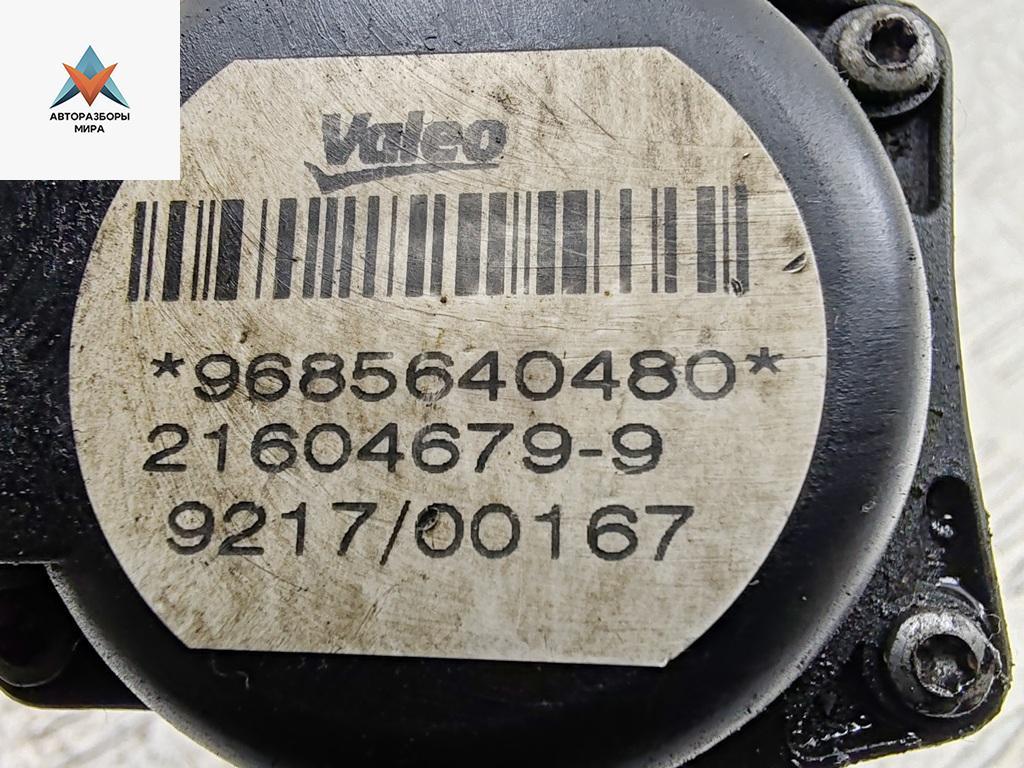 АВТОРАЗБОРЫ
МИРА
Valeo
*9685640480*
21604679-9
9217/00167